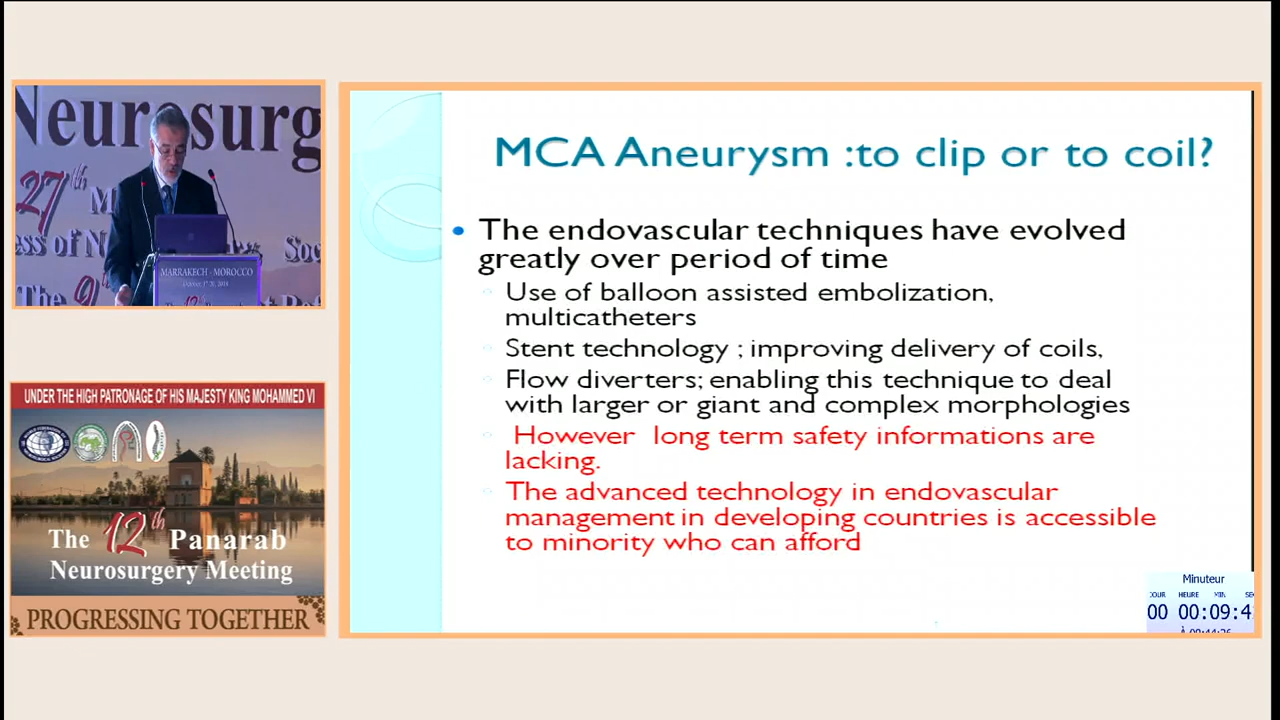 Neurosurg
27th M
ess of N
Soc
The 9th
MARRAKECH - MOROCCO
UNDER THE HIGH PATRONAGE OF HIS MAJESTY KING MOHAMMED VI
The 12th Panarab
Neurosurgery Meeting
PROGRESSING TOGETHER
MCA Aneurysm :to clip or to coil?
• The endovascular techniques have evolved
greatly over period of time
Use of balloon assisted embolization,
multicatheters
Stent technology ; improving delivery of coils,
Flow diverters; enabling this technique to deal
with larger or giant and complex morphologies
However long term safety informations are
lacking.
The advanced technology in endovascular
management in developing countries is accessible
to minority who can afford
Minuteur
JOUR HEURE MIN SE
00 00:09:4